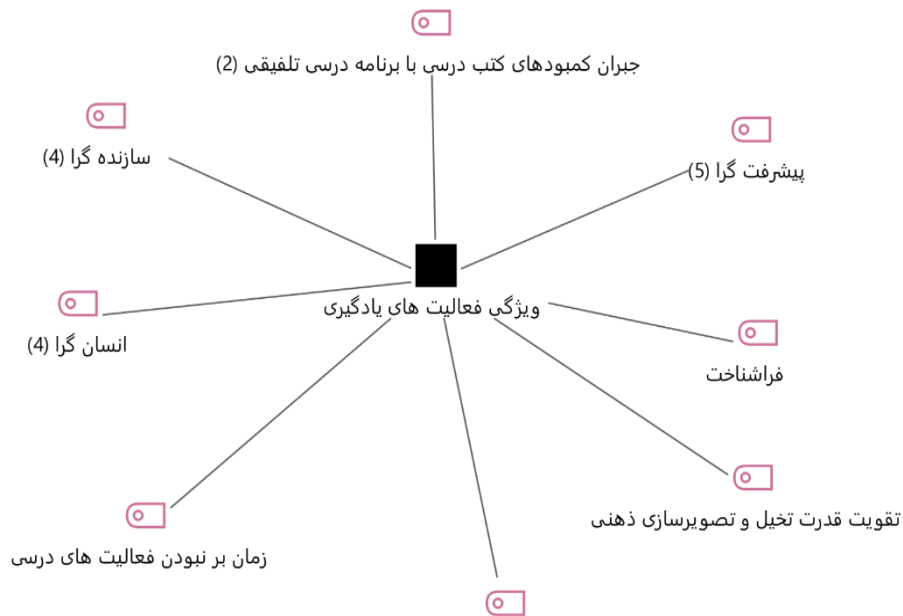 جبران کمبودهای کتب درسی با برنامه درسی تلفیقی (2)
پیشرفت گرا (5)
سازنده گرا (4)
ویژگی فعالیت های یادگیری
انسان گرا (4)
فراشناخت
تقویت قدرت تخیل و تصویرسازی ذهنی
زمان بر نبودن فعالیت های درسی